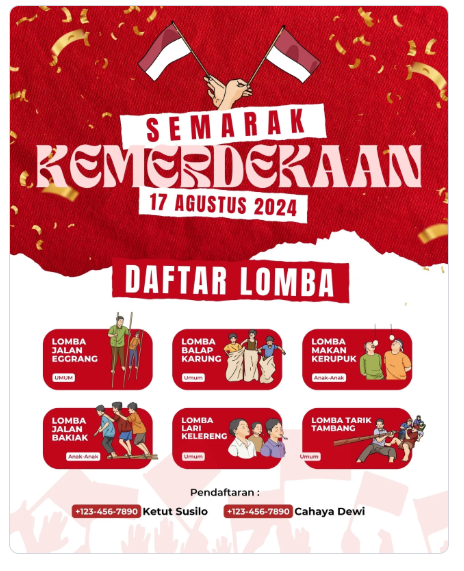 SEMARAK
KEMERDEKAAN
17 AGUSTUS 2024
DAFTAR LOMBA
LOMBA
JALAN
EGGRANG
UMUM
LOMBA
BALAP
KARUNG
Umum
LOMBA
MAKAN
KERUPUK
Anak-Anak
LOMBA
JALAN
BAKIAK
Anak-Anak
LOMBA
LARI
KELERENG
Umum
LOMBA TARIK
TAMBANG
Umum
Pendaftaran :
+123-456-7890 Ketut Susilo
+123-456-7890 Cahaya Dewi